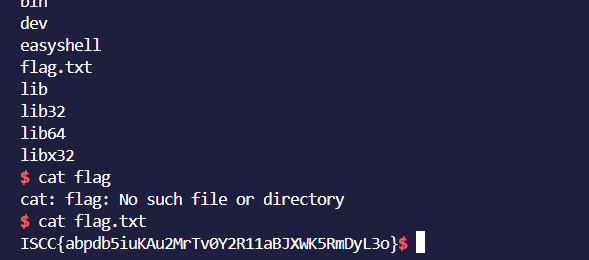 bin
dev
easyshell
flag.txt
lib
lib32
lib64
libx32
$ cat flag
cat: flag: No such file or directory
$ cat flag.txt
ISCC{abpdb5iuKAu2MrTv0Y2R11aBJXWK5RmDyL3o}$